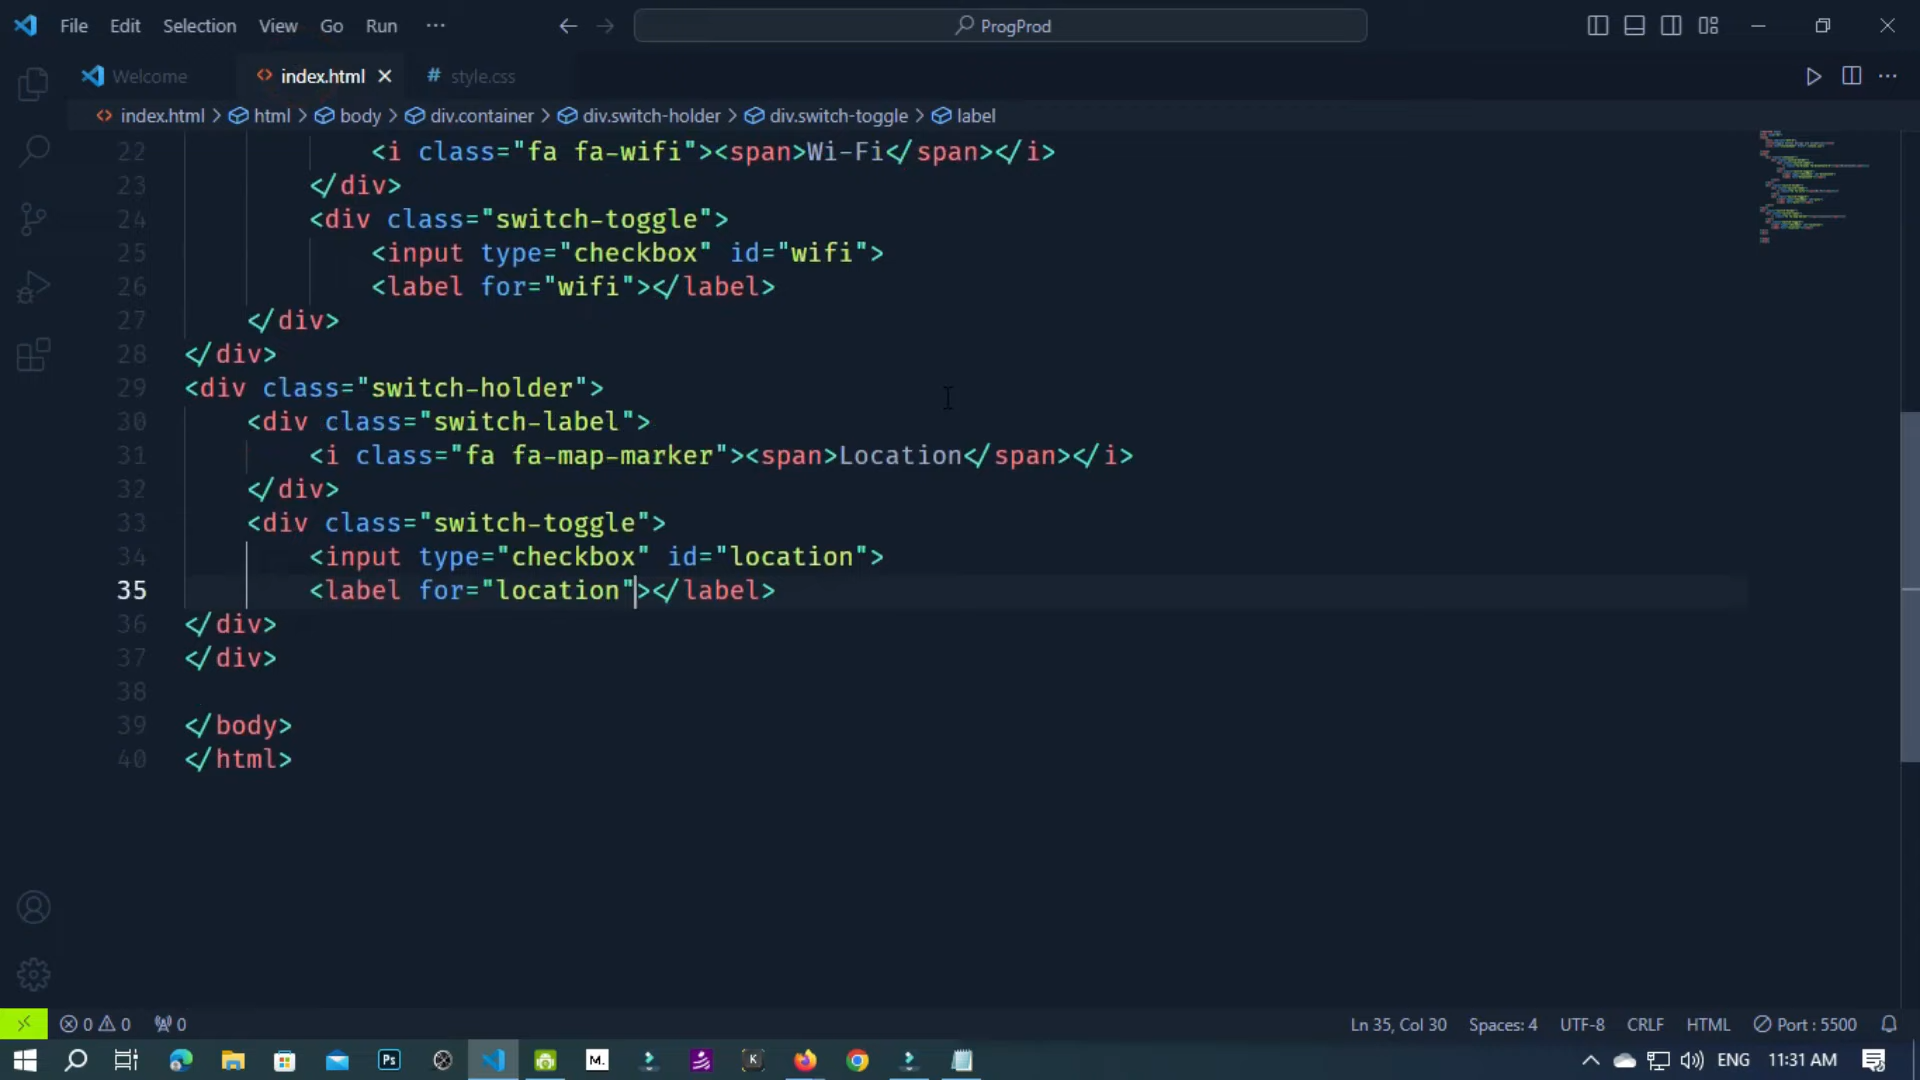 File Edit Selection View Go Run ··· ProgProd
Welcome index.html style.css
index.html > html > body > div.container > div.switch-holder > div.switch-toggle > label
22 <i class="fa fa-wifi"><span>Wi-Fi</span></i>
23 </div>
24 <div class="switch-toggle">
25 <input type="checkbox" id="wifi">
26 <label for="wifi"></label>
27 </div>
28 </div>
29 <div class="switch-holder">
30 <div class="switch-label">
31 <i class="fa fa-map-marker"><span>Location</span></i>
32 </div>
33 <div class="switch-toggle">
34 <input type="checkbox" id="location">
35 <label for="location"></label>
36 </div>
37 </div>
38
39 </body>
40 </html>
0 0 0 Ln 35, Col 30 Spaces: 4 UTF-8 CRLF HTML Port : 5500
Ps M. K ENG 11:31 AM